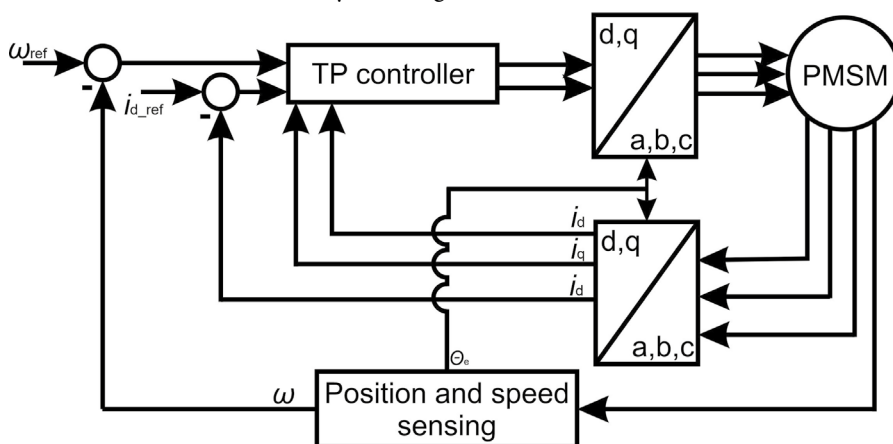 ωref
-
TP controller
d,q
a,b,c
PMSM
id_ref
-
id
iq
id
d,q
a,b,c
Θe
ω
Position and speed
sensing